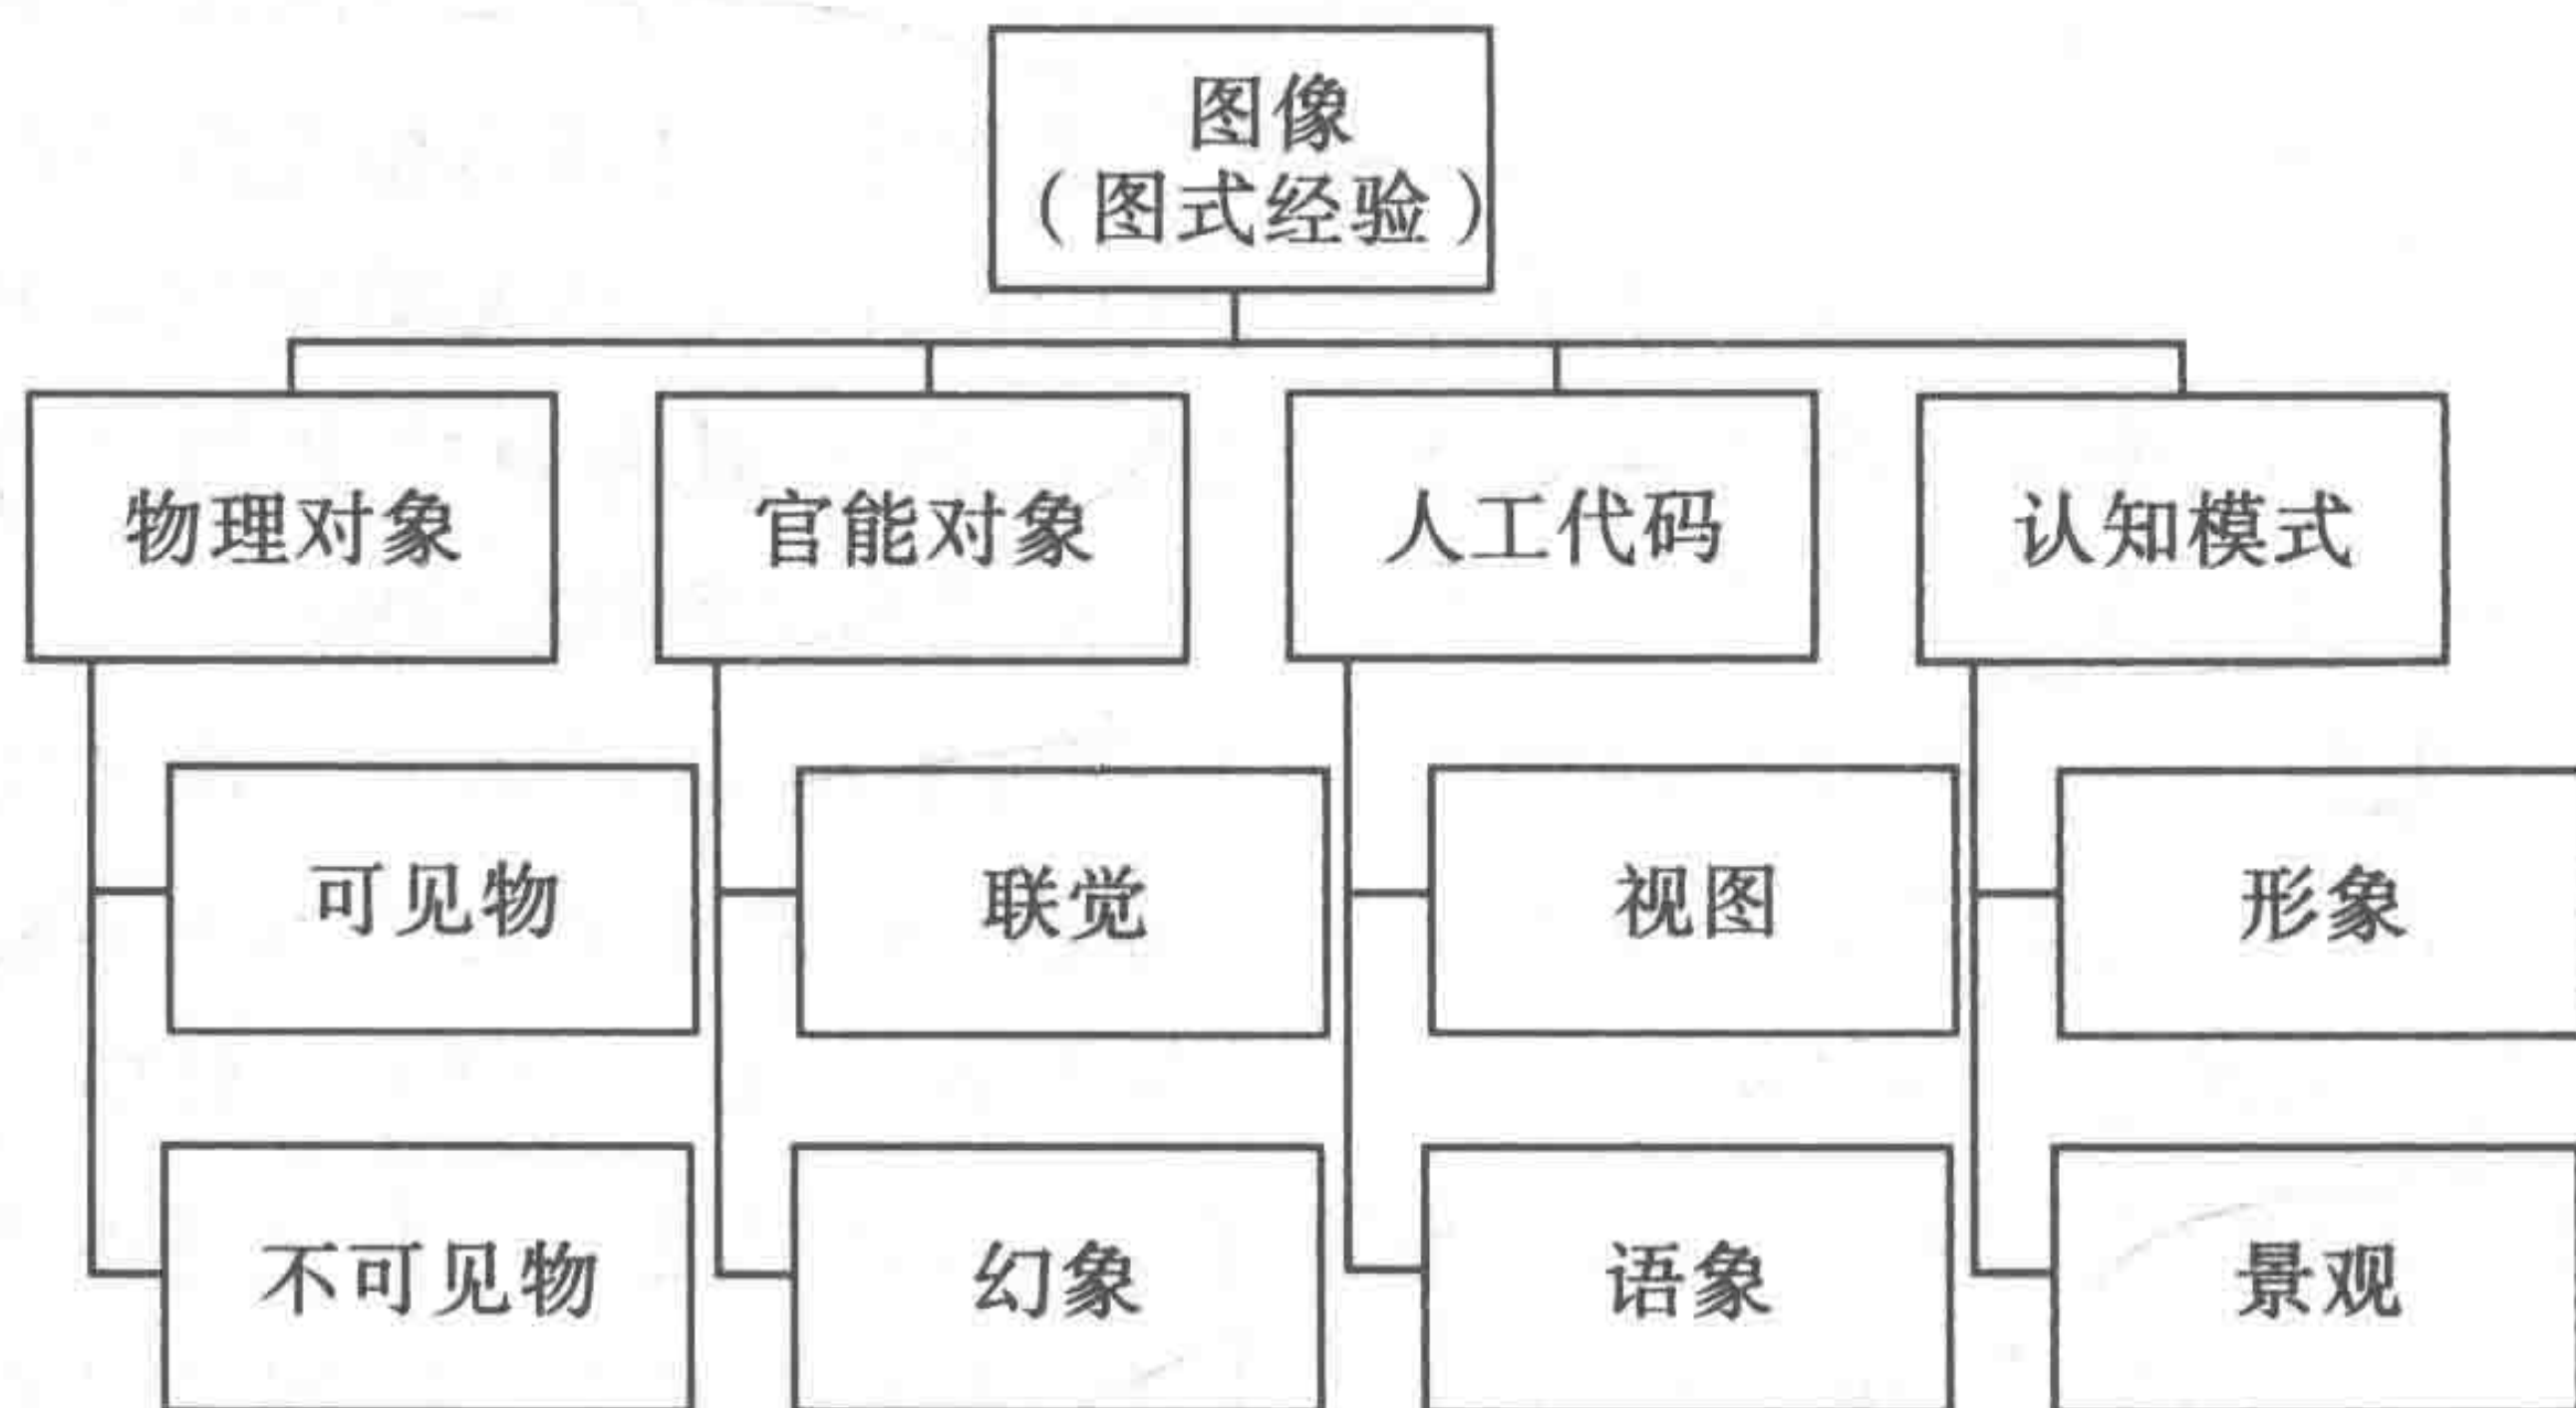 图像
（图式经验）
物理对象
官能对象
人工代码
认知模式
可见物
联觉
视图
形象
不可见物
幻象
语象
景观